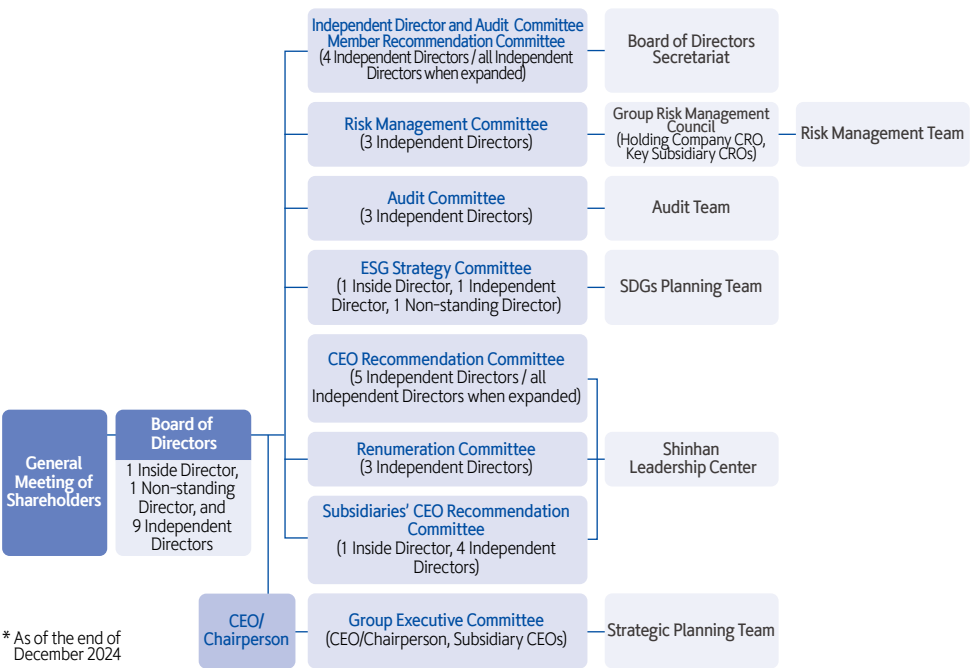 General
Meeting of
Shareholders
Board of
Directors
1 Inside Director,
1 Non-standing
Director, and
9 Independent
Directors
Independent Director and Audit Committee
Member Recommendation Committee
(4 Independent Directors / all Independent
Directors when expanded)
Board of Directors
Secretariat
Risk Management Committee
(3 Independent Directors)
Group Risk Management
Council
(Holding Company CRO,
Key Subsidiary CROs)
Risk Management Team
Audit Committee
(3 Independent Directors)
Audit Team
ESG Strategy Committee
(1 Inside Director, 1 Independent
Director, 1 Non-standing Director)
SDGs Planning Team
CEO Recommendation Committee
(5 Independent Directors / all
Independent Directors when expanded)
Renumeration Committee
(3 Independent Directors)
Subsidiaries' CEO Recommendation
Committee
(1 Inside Director, 4 Independent
Directors)
Shinhan
Leadership Center
CEO/
Chairperson
Group Executive Committee
(CEO/Chairperson, Subsidiary CEOs)
Strategic Planning Team
* As of the end of
December 2024